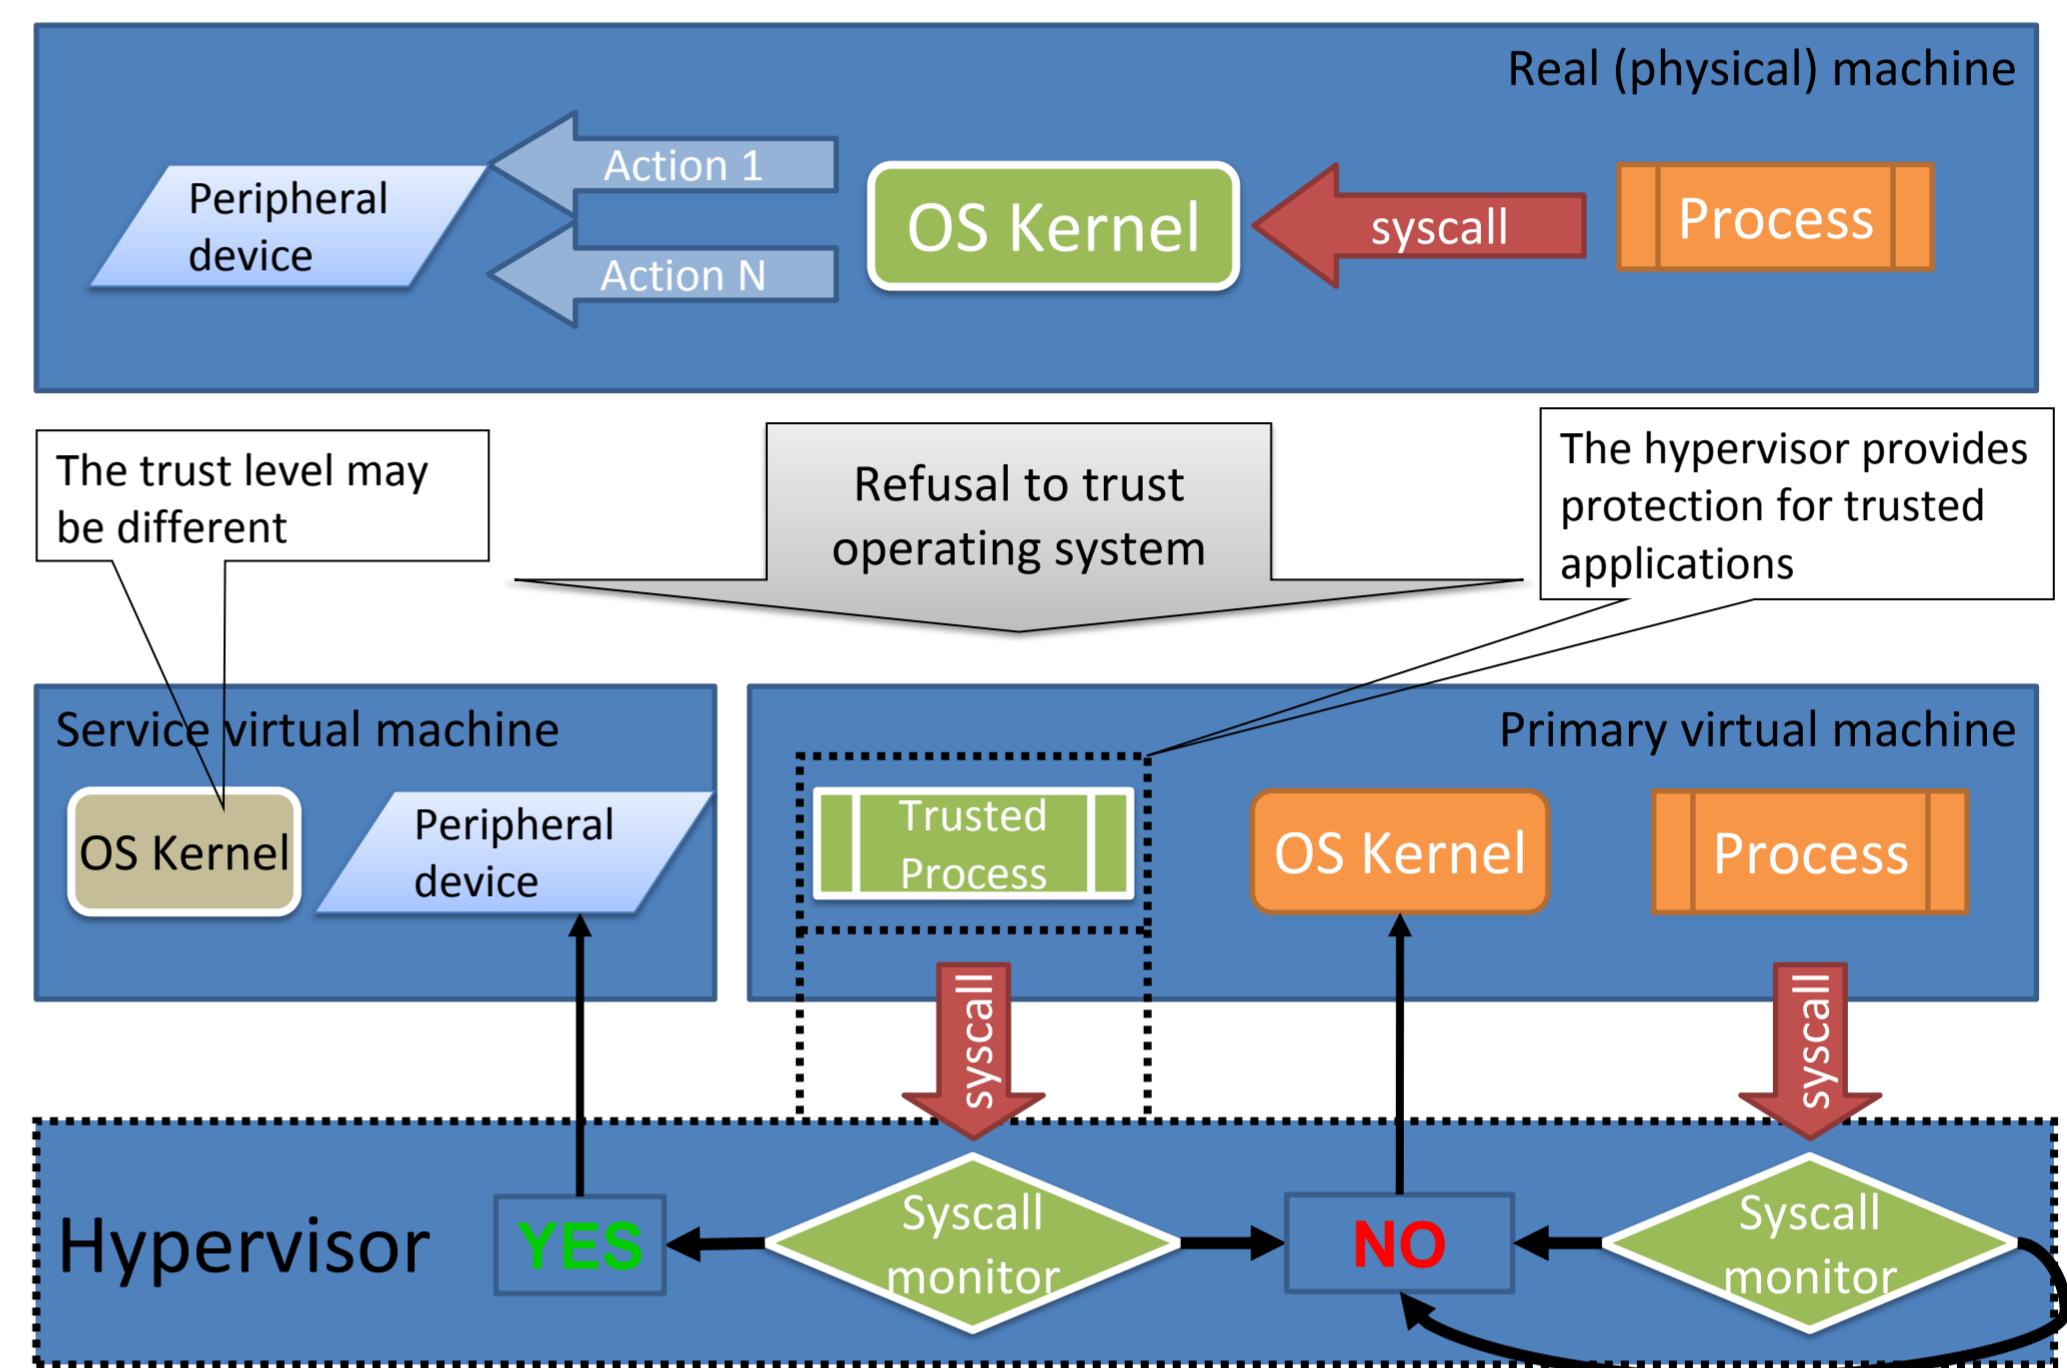 Real (physical) machine
Peripheral
device
Action 1
Action N
OS Kernel
syscall
Process
The trust level may
be different
Refusal to trust
operating system
The hypervisor provides
protection for trusted
applications
Service virtual machine
OS Kernel
Peripheral
device
Primary virtual machine
Trusted
Process
OS Kernel
Process
syscall
syscall
Hypervisor
YES
Syscall
monitor
NO
Syscall
monitor